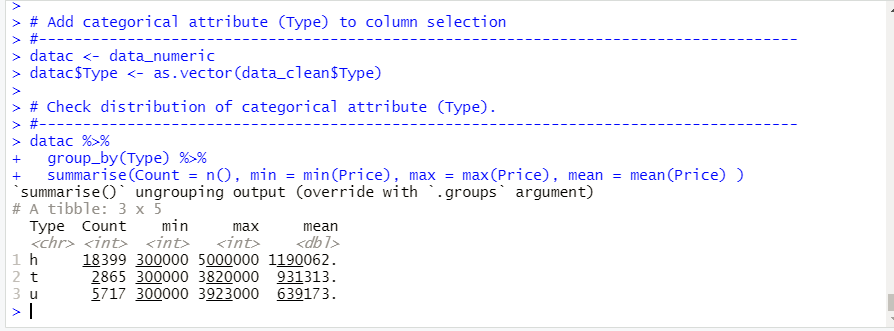 >
> # Add categorical attribute (Type) to column selection
> #-------------------------------------------------------------------------------------
> datac <- data_numeric
> datac$Type <- as.vector(data_clean$Type)
>
> # Check distribution of categorical attribute (Type).
> #-------------------------------------------------------------------------------------
> datac %>%
+   group_by(Type) %>%
+   summarise(Count = n(), min = min(Price), max = max(Price), mean = mean(Price) )
`summarise()` ungrouping output (override with `.groups` argument)
# A tibble: 3 x 5
  Type  Count    min     max     mean
  <chr> <int>  <int>   <int>    <dbl>
1 h     18399 300000 5000000 1190062.
2 t      2865 300000 3820000  931313.
3 u      5717 300000 3923000  639173.
>